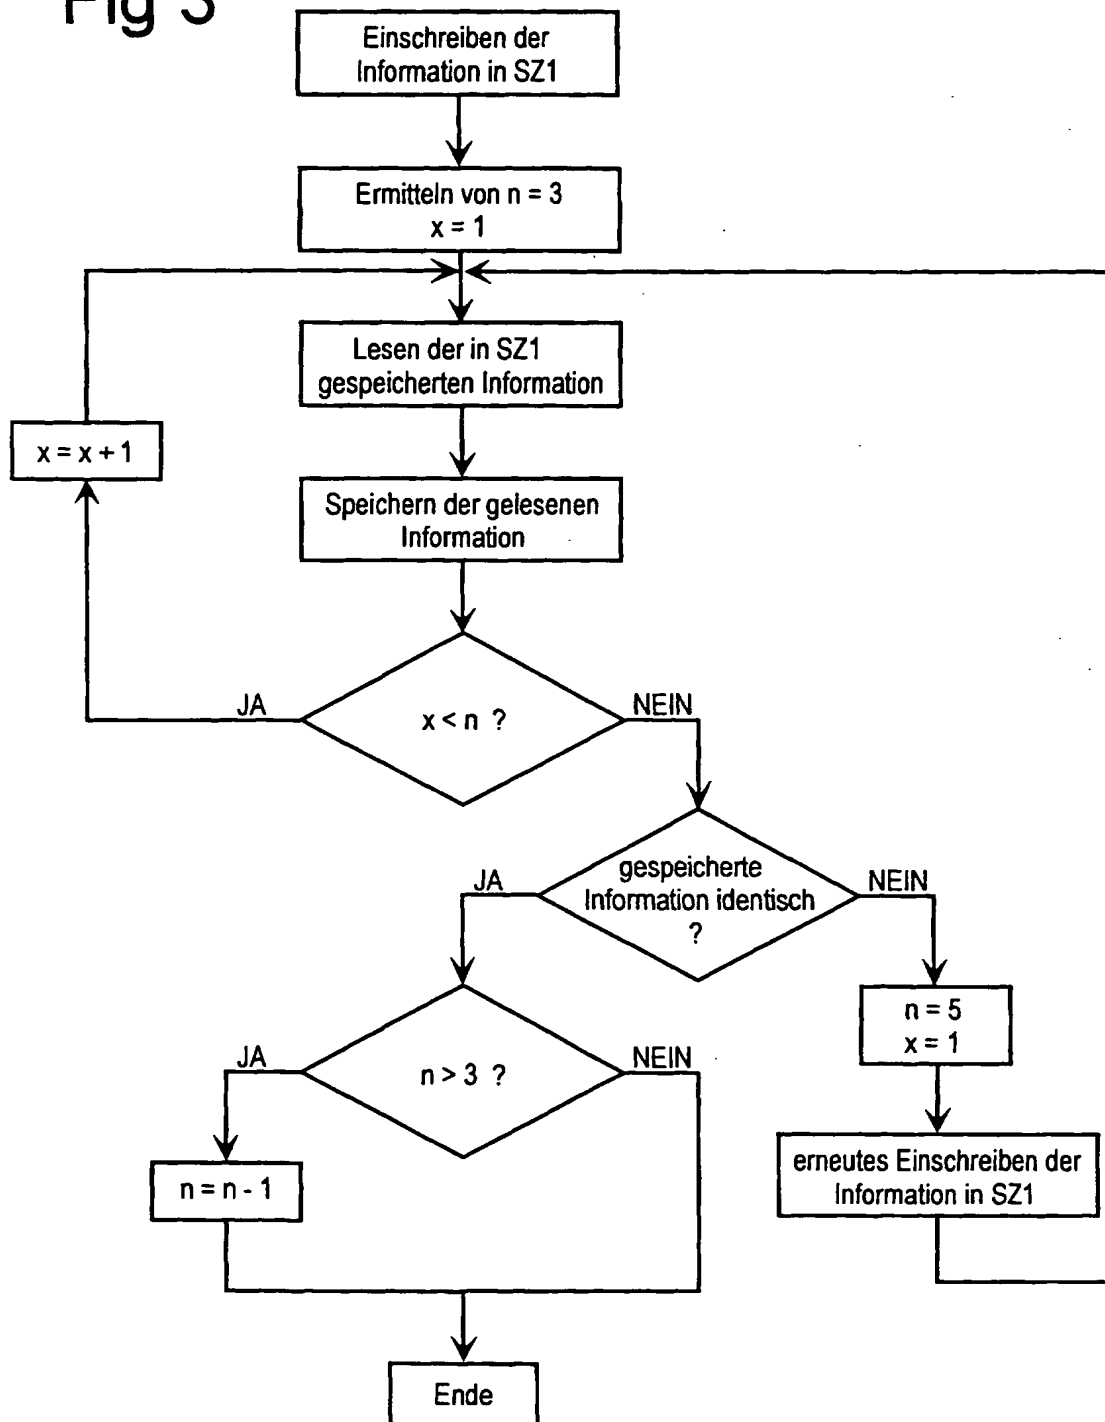 Fig 3
Einschreiben der
Information in SZ1
Ermitteln von n = 3
x = 1
Lesen der in SZ1
gespeicherten Information
x = x + 1
Speichern der gelesenen
Information
JA
x < n ?
NEIN
gespeicherte
Information identisch
?
JA
NEIN
n = 5
x = 1
JA
n > 3 ?
NEIN
n = n - 1
erneutes Einschreiben der
Information in SZ1
Ende